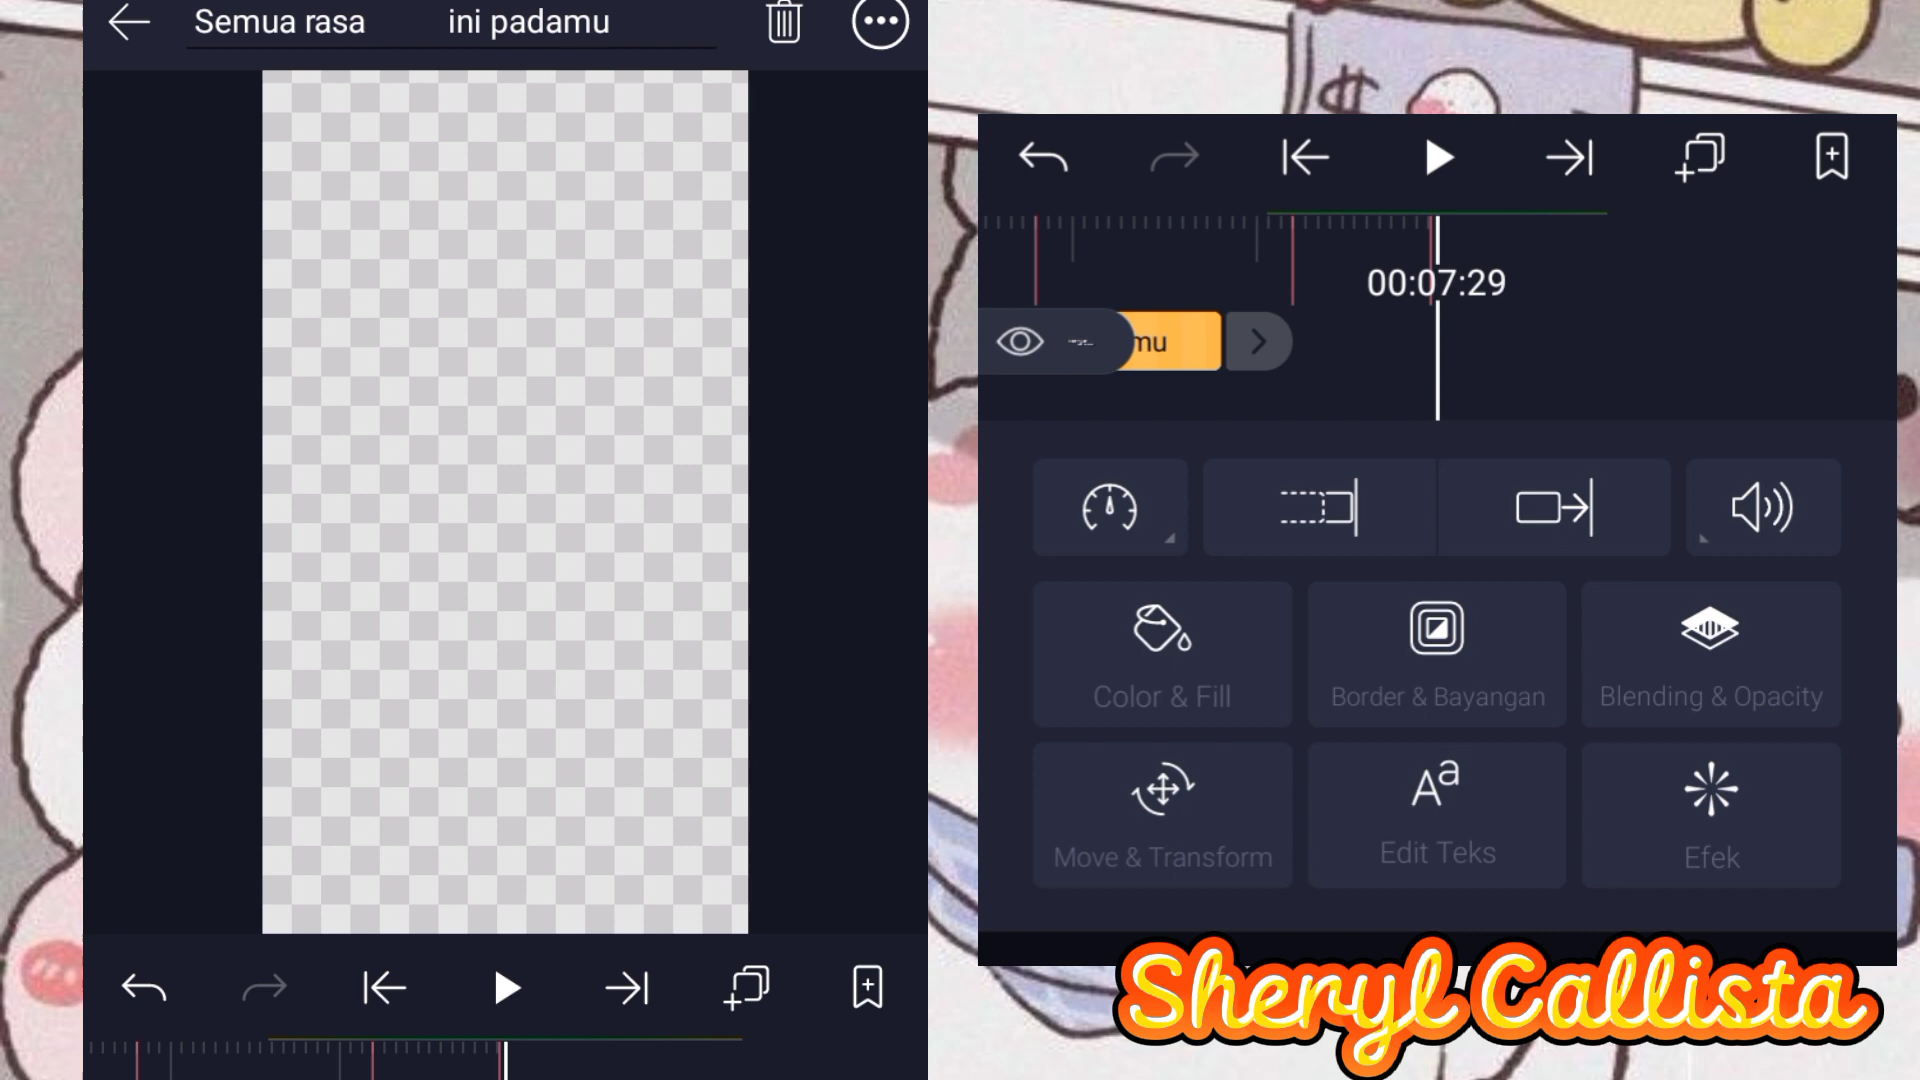 Semua rasa ini padamu
00:07:29
mu
Color & Fill
Border & Bayangan
Blending & Opacity
Move & Transform
Aa
Edit Teks
Efek
Sheryl Callista